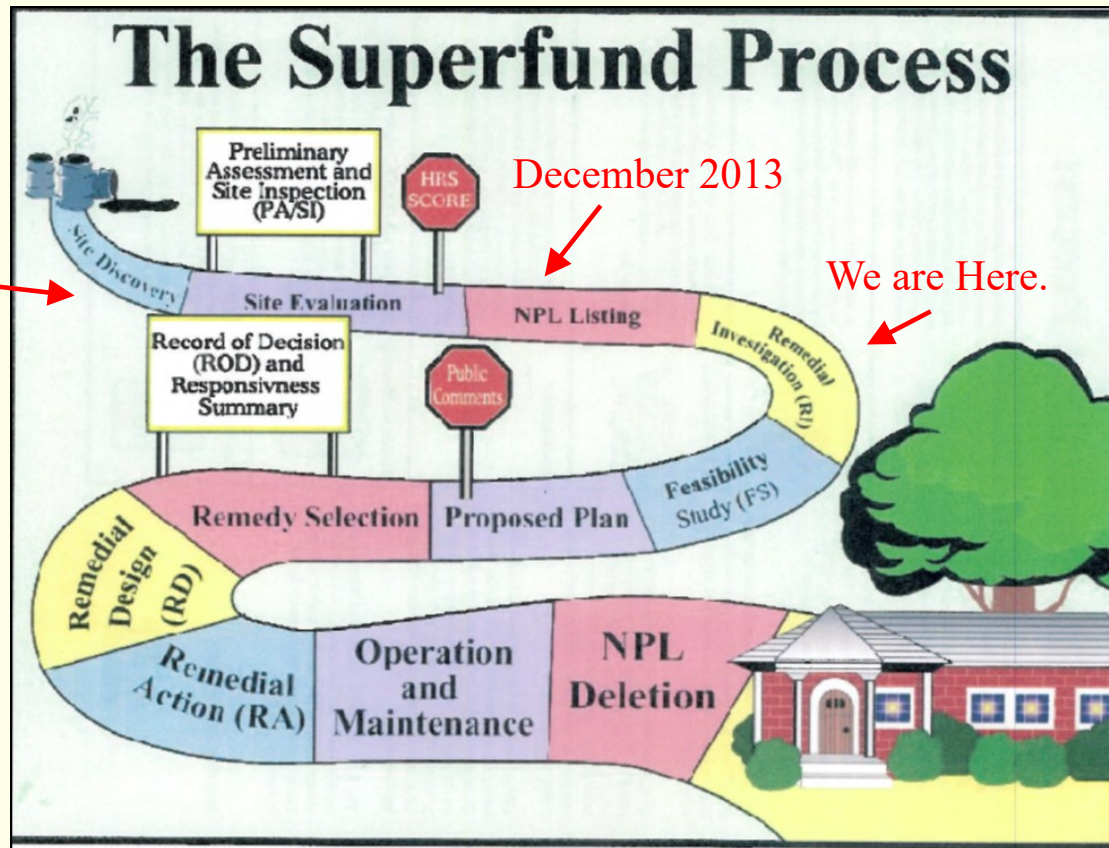 The Superfund Process
Preliminary
Assessment and
Site Inspection
(PA/SI)
HRS
SCORE
December 2013
We are Here.
Site Discovery
Site Evaluation
NPL Listing
Remedial
Investigation (RI)
Record of Decision
(ROD) and
Responsivness
Summary
Public
Comments
Feasibility
Study (FS)
Proposed Plan
Remedy Selection
Remedial
Design
(RD)
Remedial
Action (RA)
Operation
and
Maintenance
NPL
Deletion